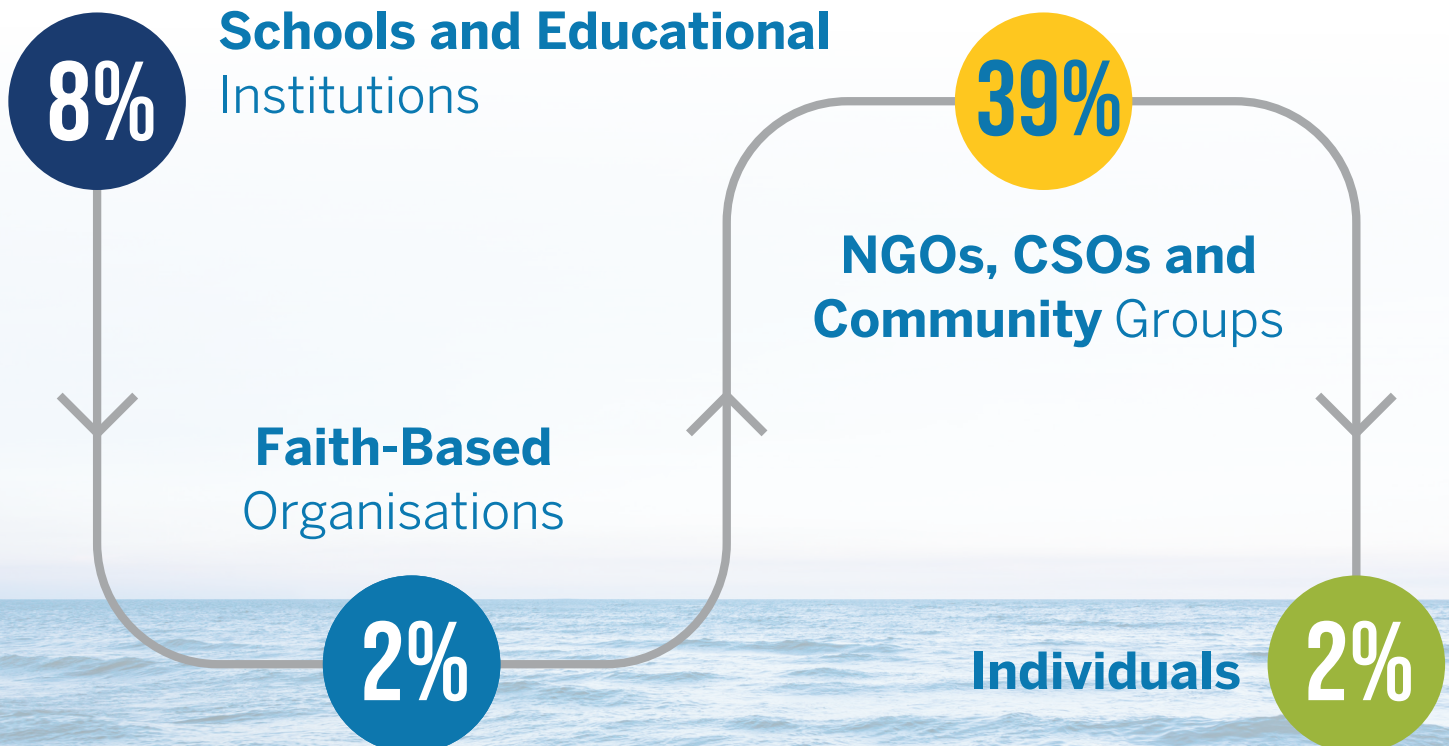 8%
Schools and Educational
Institutions
Faith-Based
Organisations
2%
39%
NGOs, CSOs and
Community Groups
Individuals
2%